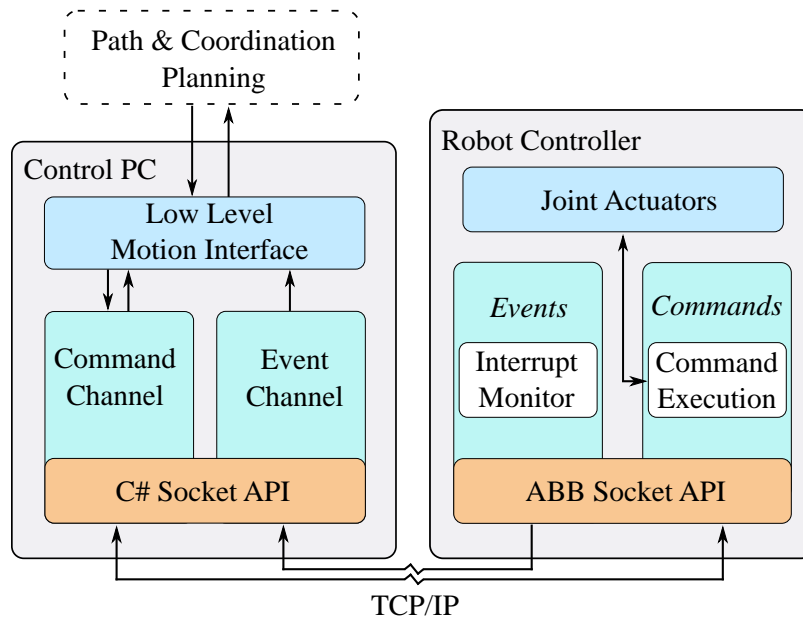 Path & Coordination
Planning
Control PC
Low Level
Motion Interface
Command
Channel
Event
Channel
C# Socket API
Robot Controller
Joint Actuators
Events
Interrupt
Monitor
Commands
Command
Execution
ABB Socket API
TCP/IP